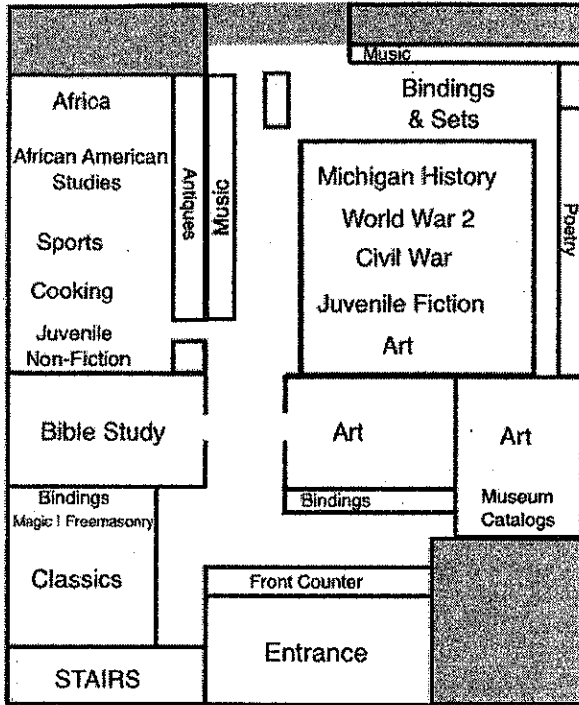 Music
Africa
Bindings
& Sets
African American
Studies
Antiques
Music
Michigan History
World War 2
Poetry
Sports
Civil War
Cooking
Juvenile Fiction
Juvenile
Non-Fiction
Art
Bible Study
Art
Art
Bindings
Magic I Freemasonry
Bindings
Museum
Catalogs
Classics
Front Counter
Entrance
STAIRS